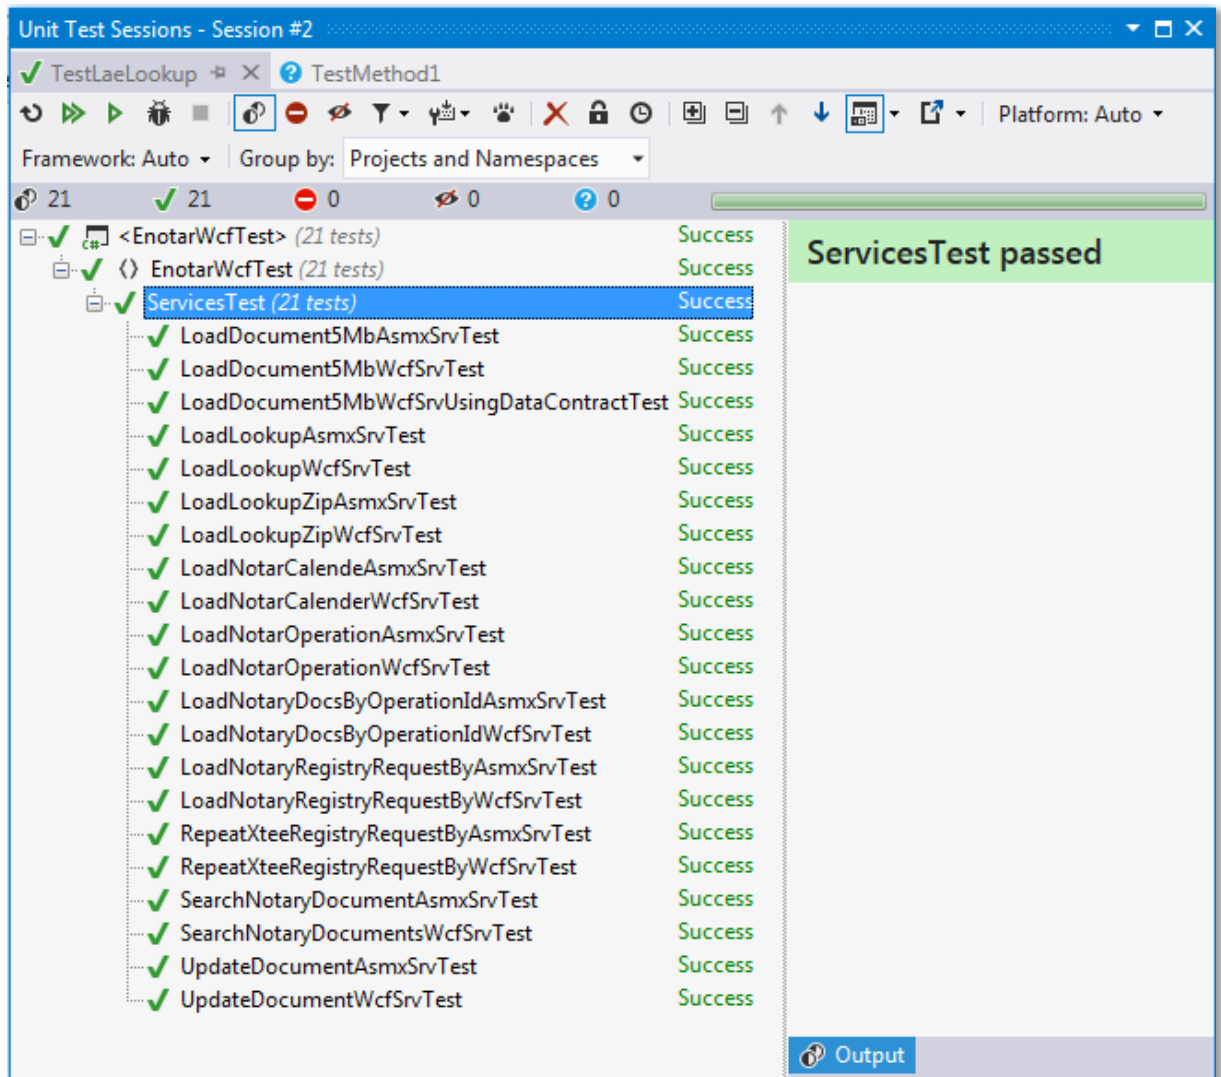 Unit Test Sessions - Session #2
TestLaeLookup TestMethod1
Platform: Auto
Framework: Auto Group by: Projects and Namespaces
21 21 0 0 0
<EnotarWcfTest> (21 tests) Success
EnotarWcfTest (21 tests) Success
ServicesTest (21 tests) Success
LoadDocument5MbAsmxSrvTest Success
LoadDocument5MbWcfSrvTest Success
LoadDocument5MbWcfSrvUsingDataContractTest Success
LoadLookupAsmxSrvTest Success
LoadLookupWcfSrvTest Success
LoadLookupZipAsmxSrvTest Success
LoadLookupZipWcfSrvTest Success
LoadNotarCalendeAsmxSrvTest Success
LoadNotarCalenderWcfSrvTest Success
LoadNotarOperationAsmxSrvTest Success
LoadNotarOperationWcfSrvTest Success
LoadNotaryDocsByOperationIdAsmxSrvTest Success
LoadNotaryDocsByOperationIdWcfSrvTest Success
LoadNotaryRegistryRequestByAsmxSrvTest Success
LoadNotaryRegistryRequestByWcfSrvTest Success
RepeatXteeRegistryRequestByAsmxSrvTest Success
RepeatXteeRegistryRequestByWcfSrvTest Success
SearchNotaryDocumentAsmxSrvTest Success
SearchNotaryDocumentsWcfSrvTest Success
UpdateDocumentAsmxSrvTest Success
UpdateDocumentWcfSrvTest Success
ServicesTest passed
Output